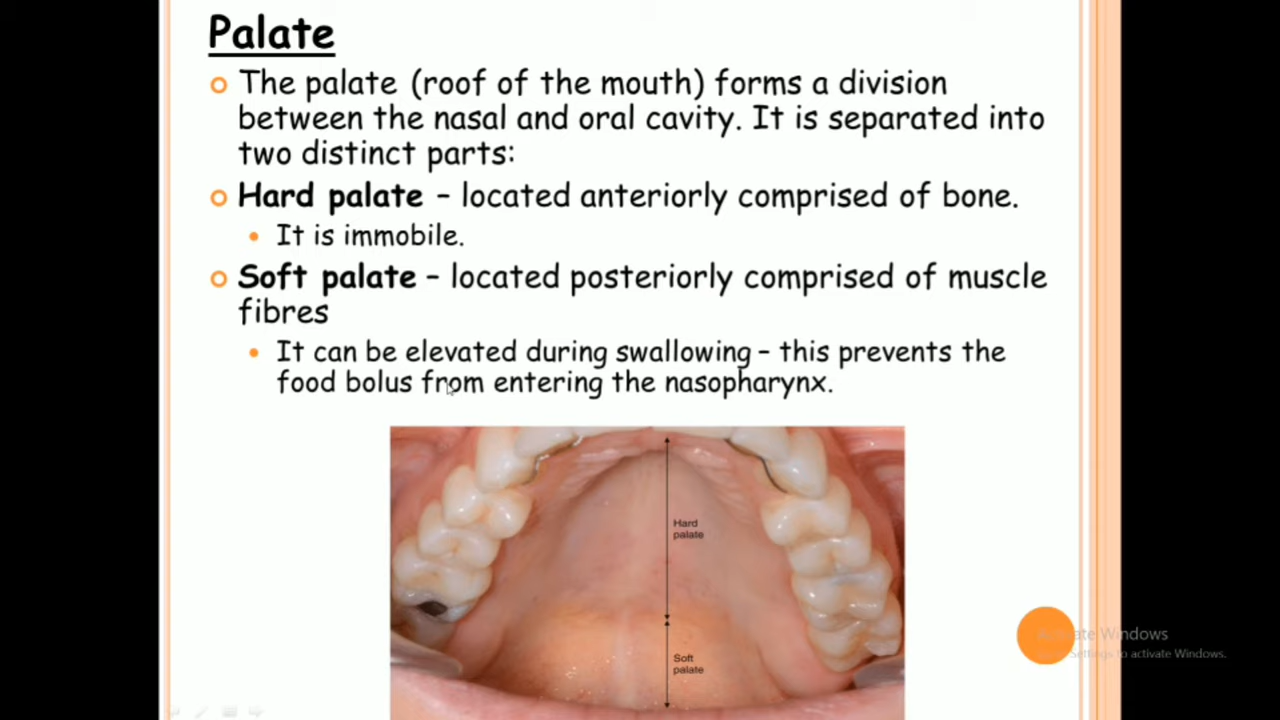 Palate
The palate (roof of the mouth) forms a division
between the nasal and oral cavity. It is separated into
two distinct parts:
Hard palate – located anteriorly comprised of bone.
It is immobile.
Soft palate – located posteriorly comprised of muscle
fibres
It can be elevated during swallowing – this prevents the
food bolus from entering the nasopharynx.
Hard
palate
Soft
palate
Activate Windows
Settings to activate Windows.